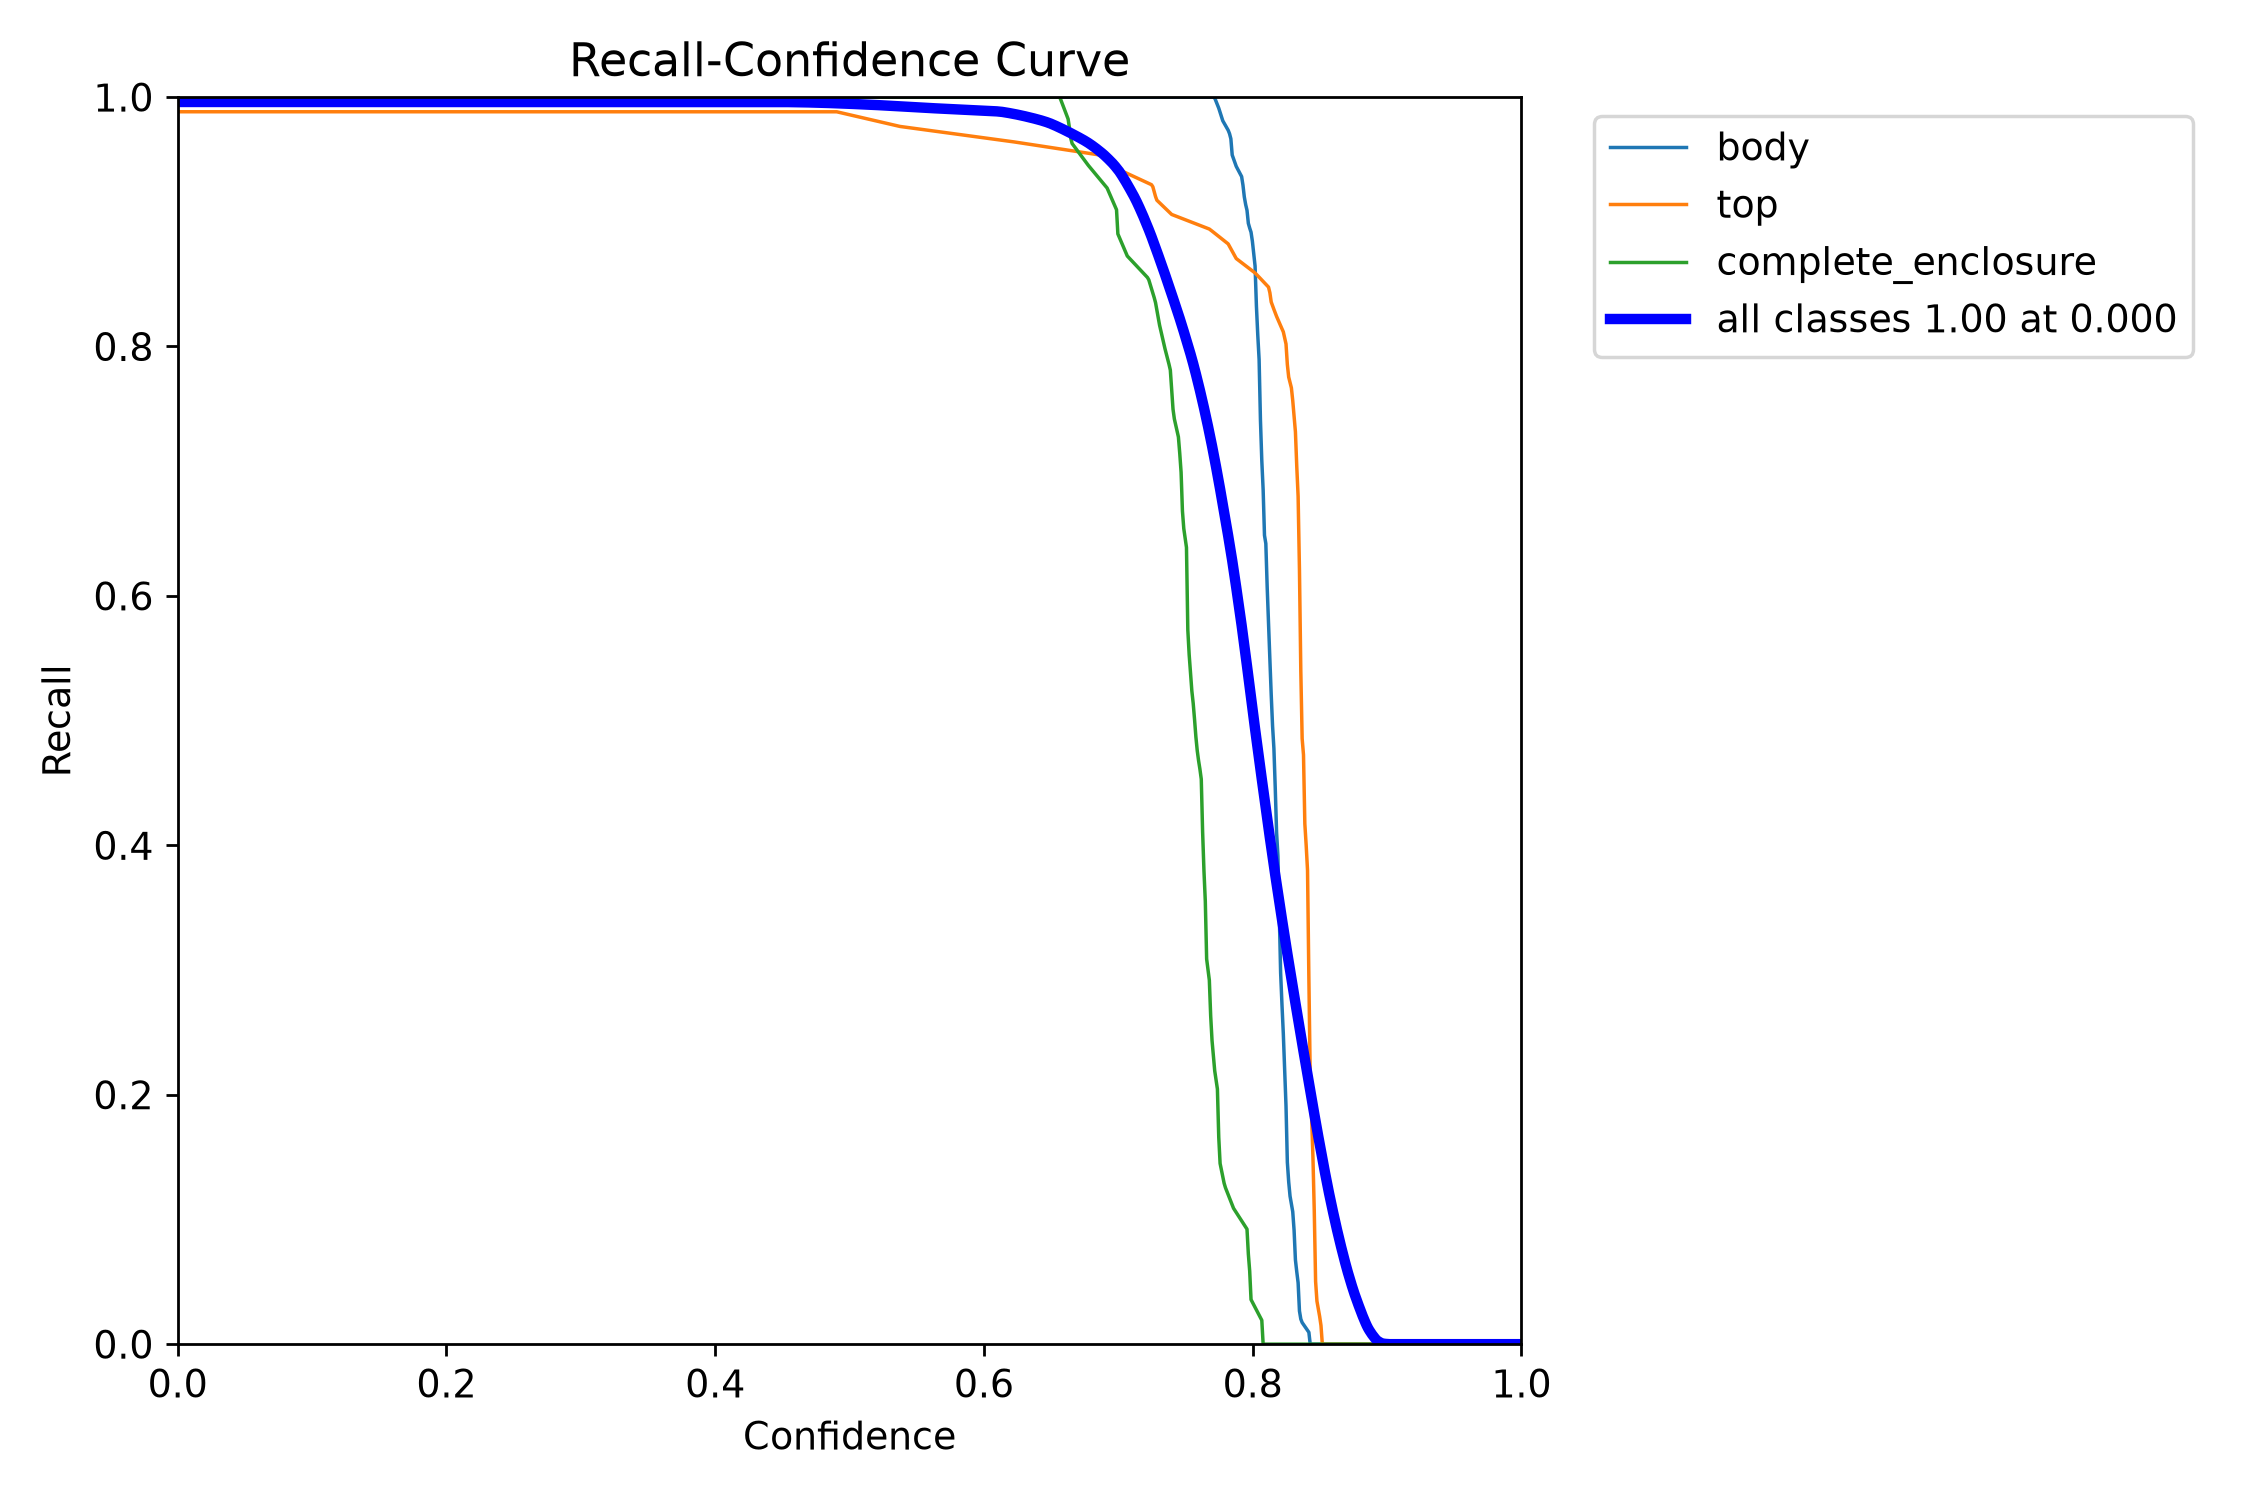 Recall-Confidence Curve
1.0
0.8
0.6
0.4
0.2
0.0
Recall
0.0 0.2 0.4 0.6 0.8 1.0
Confidence
body
top
complete_enclosure
all classes 1.00 at 0.000